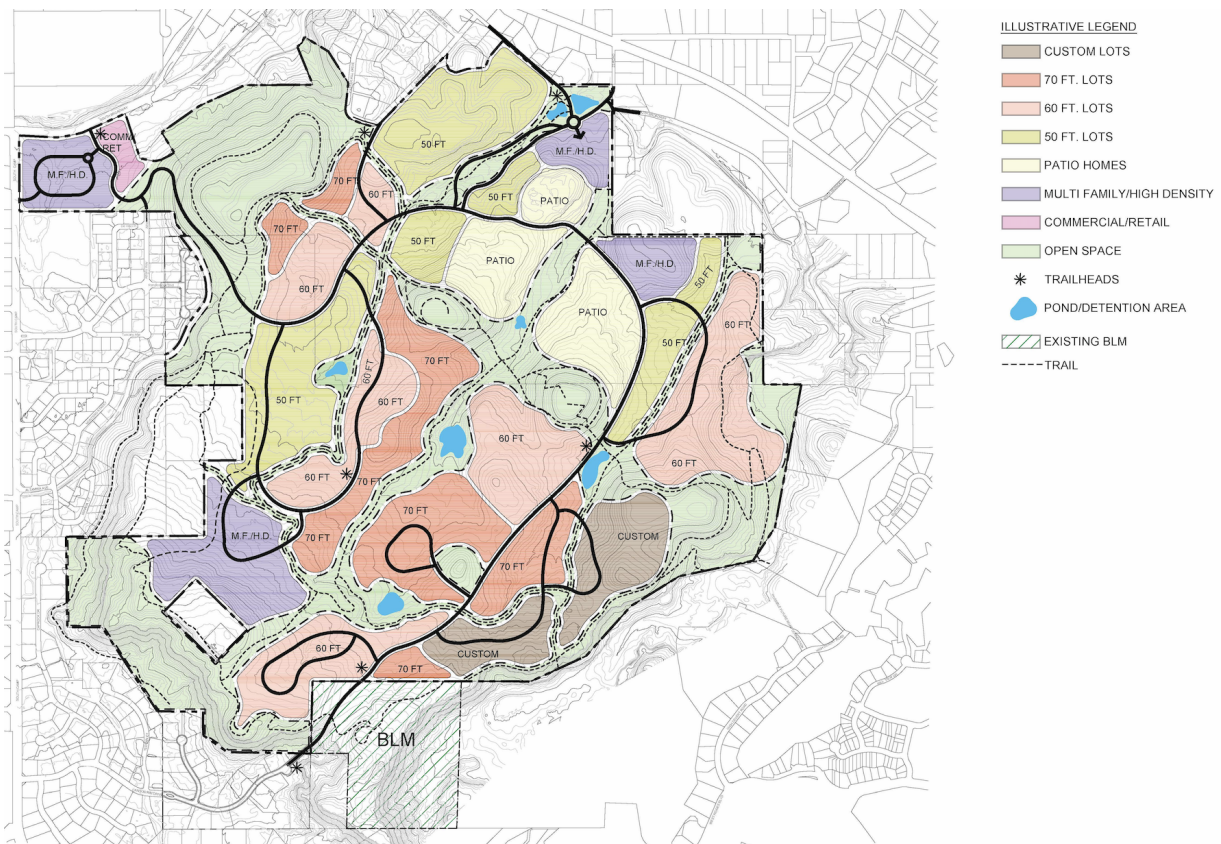 ILLUSTRATIVE LEGEND
CUSTOM LOTS
70 FT. LOTS
60 FT. LOTS
50 FT. LOTS
PATIO HOMES
MULTI FAMILY/HIGH DENSITY
COMMERCIAL/RETAIL
OPEN SPACE
TRAILHEADS
POND/DETENTION AREA
EXISTING BLM
TRAIL
COMM
RET
M.F./H.D.
50 FT
M.F./H.D.
70 FT
60 FT
50 FT
PATIO
70 FT
50 FT
PATIO
M.F./H.D.
50 FT
60 FT
PATIO
60 FT
50 FT
70 FT
60 FT
50 FT
60 FT
60 FT
60 FT
60 FT
70 FT
70 FT
M.F./H.D.
70 FT
CUSTOM
70 FT
60 FT
CUSTOM
70 FT
BLM